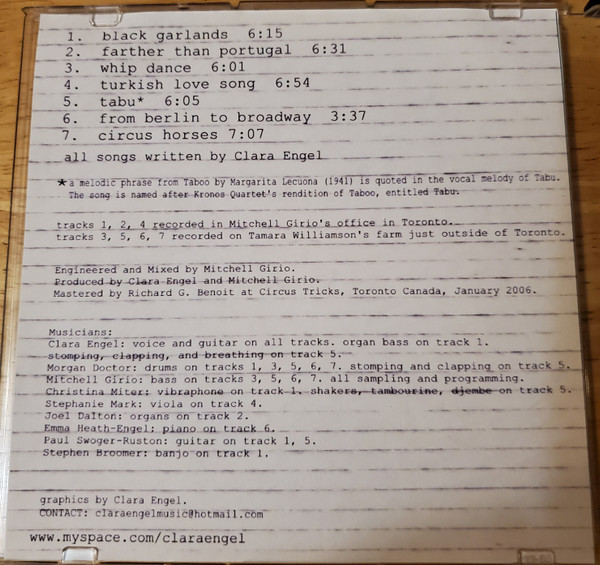 1. black garlands 6:15
2. farther than portugal 6:31
3. whip dance 6:01
4. turkish love song 6:54
5. tabu* 6:05
6. from berlin to broadway 3:37
7. circus horses 7:07
all songs written by Clara Engel
*a melodic phrase from Taboo by Margarita Lecuona (1941) is quoted in the vocal melody of Tabu.
The song is named after Kronos Quartet's rendition of Taboo, entitled Tabu.
tracks 1, 2, 4 recorded in Mitchell Girio's office in Toronto.
tracks 3, 5, 6, 7 recorded on Tamara Williamson's farm just outside of Toronto.
Engineered and Mixed by Mitchell Girio.
Produced by Clara Engel and Mitchell Girio.
Mastered by Richard G. Benoit at Circus Tricks, Toronto Canada, January 2006.
Musicians:
Clara Engel: voice and guitar on all tracks. organ bass on track 1.
stomping, clapping, and breathing on track 5.
Morgan Doctor: drums on tracks 1, 3, 5, 6, 7. stomping and clapping on track 5.
Mitchell Girio: bass on tracks 3, 5, 6, 7. all sampling and programming.
Christina Miter: vibraphone on track 1. shakers, tambourine, djembe on track 5.
Stephanie Mark: viola on track 4.
Joel Dalton: organs on track 2.
Emma Heath-Engel: piano on track 6.
Paul Swoger-Ruston: guitar on track 1, 5.
Stephen Broomer: banjo on track 1.
graphics by Clara Engel.
CONTACT: claraengelmusic@hotmail.com
www.myspace.com/claraengel